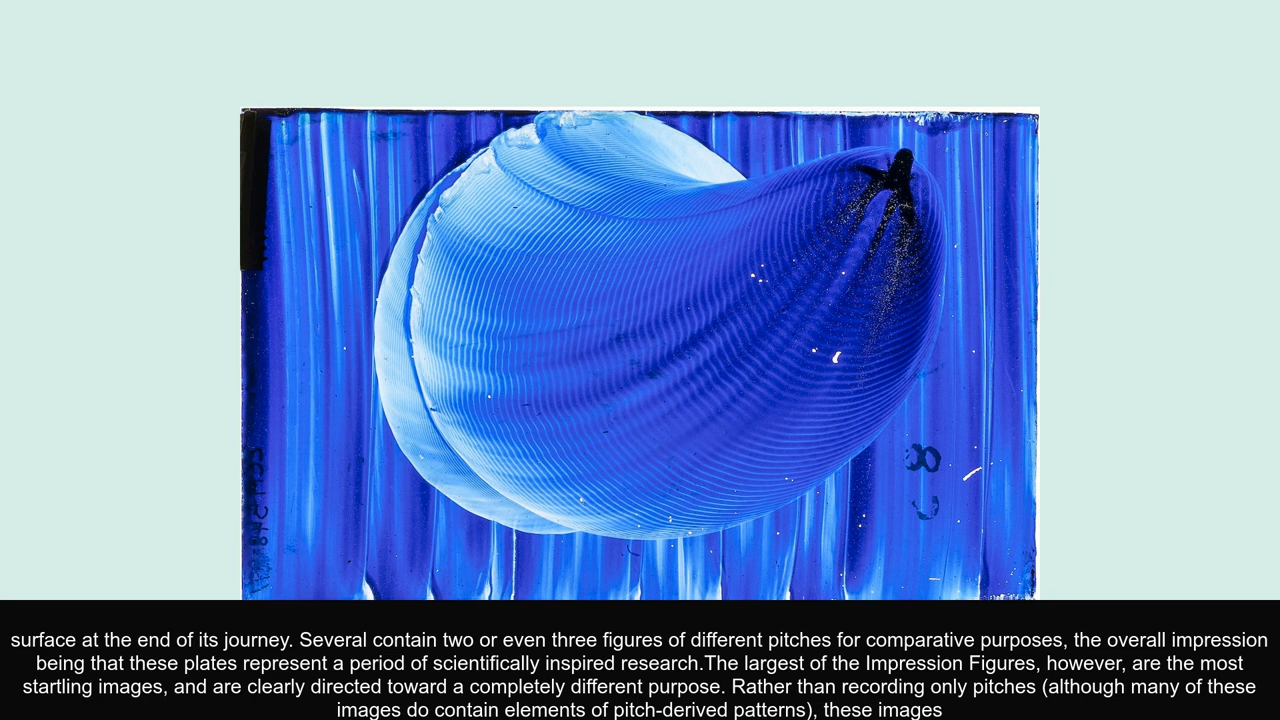 8
surface at the end of its journey. Several contain two or even three figures of different pitches for comparative purposes, the overall impression
being that these plates represent a period of scientifically inspired research.The largest of the Impression Figures, however, are the most
startling images, and are clearly directed toward a completely different purpose. Rather than recording only pitches (although many of these
images do contain elements of pitch-derived patterns), these images